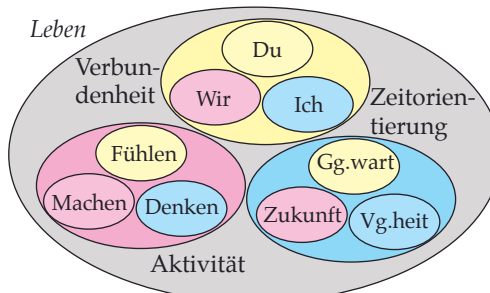 Leben
Du
Verbun-
denheit
Wir
Ich
Zeitorien-
tierung
Fühlen
Gg.wart
Machen
Denken
Zukunft
Vg.heit
Aktivität